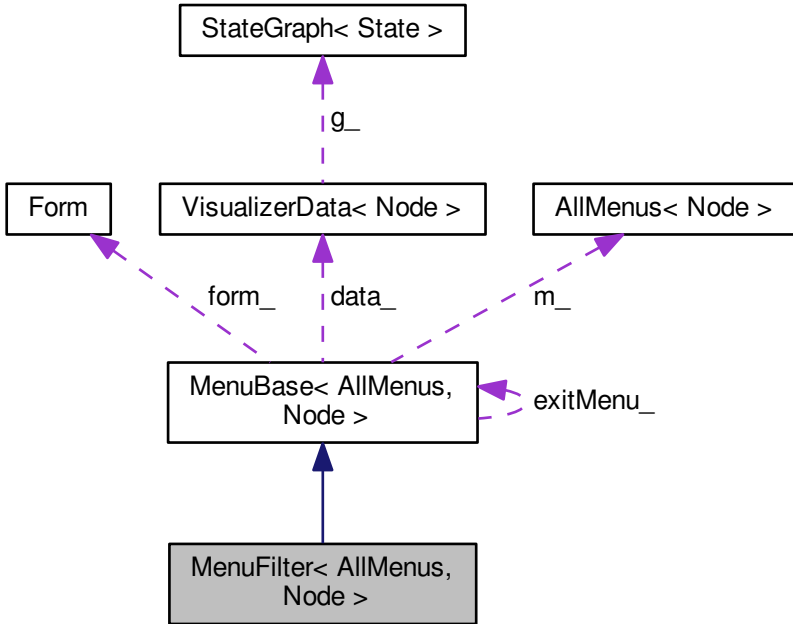 StateGraph< State >
g_
Form
VisualizerData< Node >
AllMenus< Node >
form_
data_
m_
MenuBase< AllMenus,
Node >
exitMenu_
MenuFilter< AllMenus,
Node >